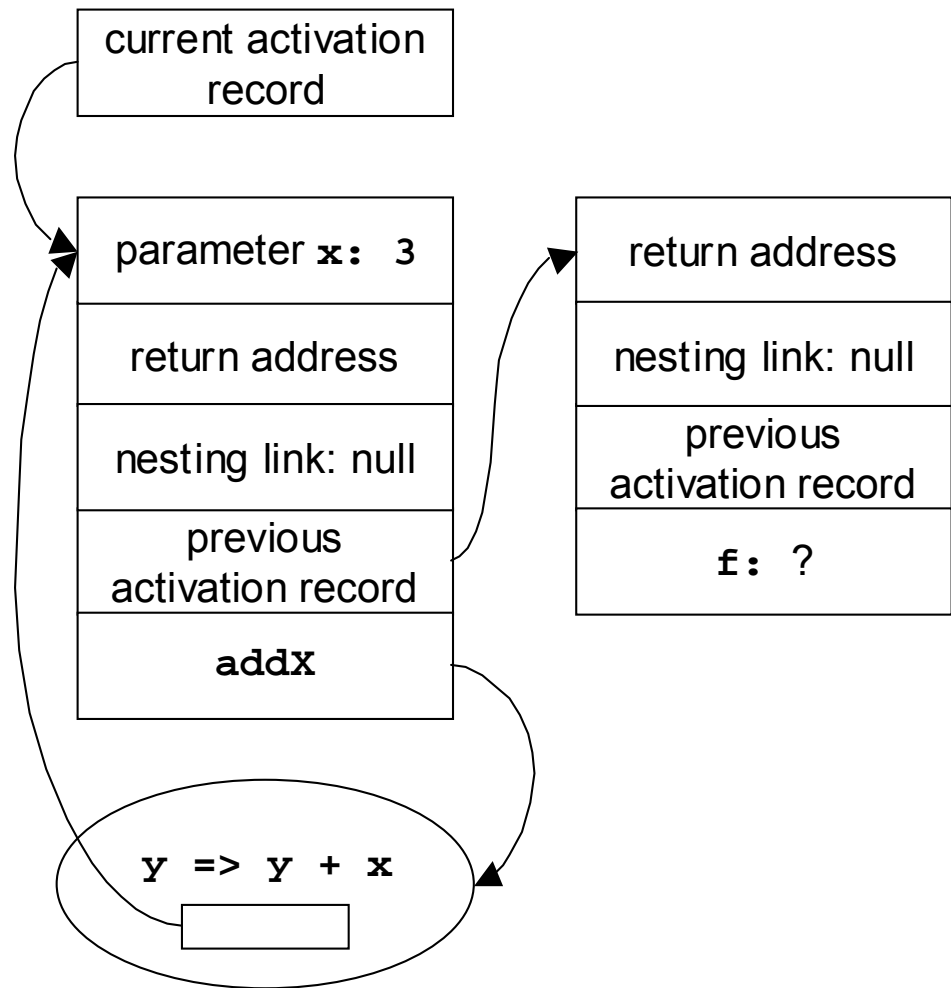 current activation
record
parameter x: 3
return address
nesting link: null
previous
activation record
addX
return address
nesting link: null
previous
activation record
f: ?
y => y + x